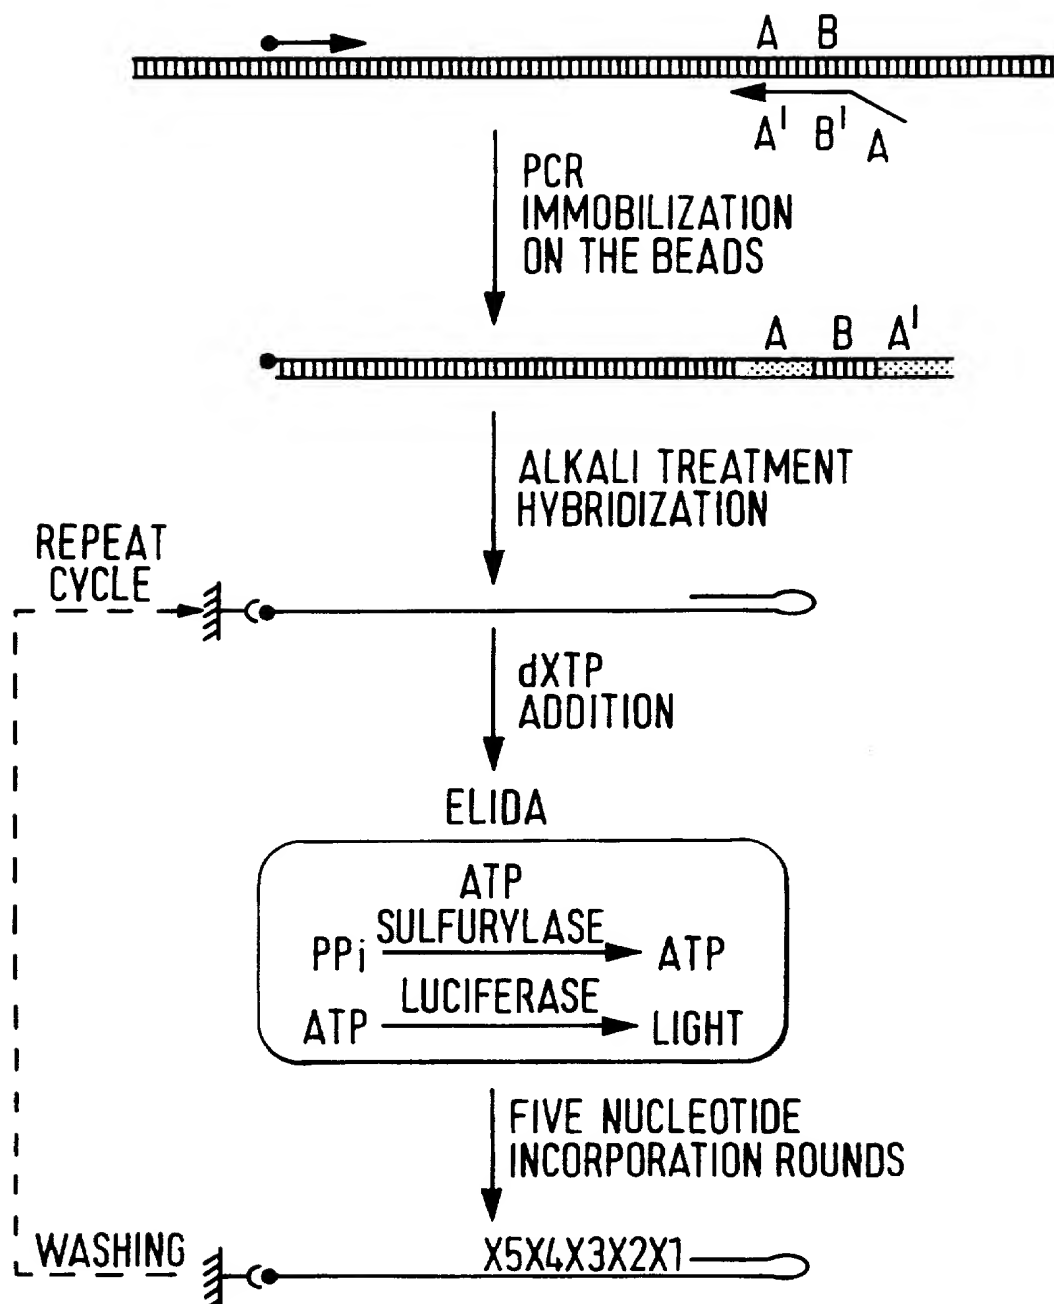 A B
A' B' A
PCR
IMMOBILIZATION
ON THE BEADS
A B A'
ALKALI TREATMENT
HYBRIDIZATION
REPEAT
CYCLE
dXTP
ADDITION
ELIDA
ATP
SULFURYLASE
PPi ATP
LUCIFERASE
ATP LIGHT
FIVE NUCLEOTIDE
INCORPORATION ROUNDS
WASHING
X5X4X3X2X1